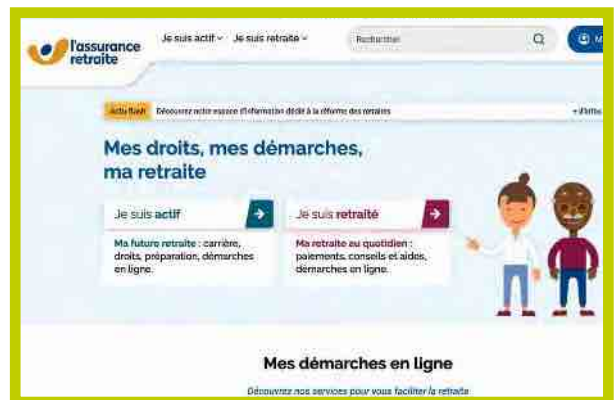 l'assurance
retraite
Je suis actif
Je suis retraité
Rechercher
M
Actu flash
Découvrez notre espace d'information dédié à la réforme des retraites
+ d'infos
Mes droits, mes démarches,
ma retraite
Je suis actif
Ma future retraite : carrière,
droits, préparation, démarches
en ligne.
Je suis retraité
Ma retraite au quotidien :
paiements, conseils et aides,
démarches en ligne.
Mes démarches en ligne
Découvrez nos services pour vous faciliter la retraite